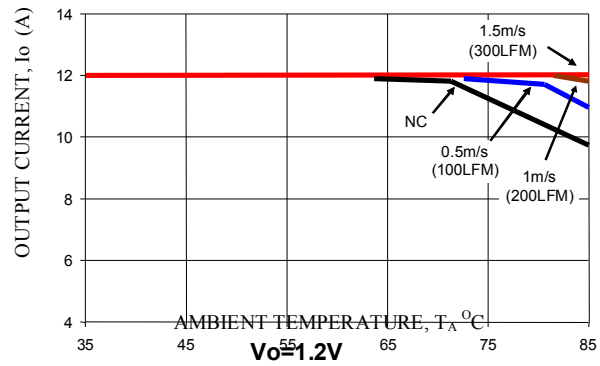 OUTPUT CURRENT, Io (A)
14
12
10
8
6
4
1.5m/s
(300LFM)
NC
0.5m/s
(100LFM)
1m/s
(200LFM)
AMBIENT TEMPERATURE, TA OC
35
45
55
65
75
85
Vo=1.2V